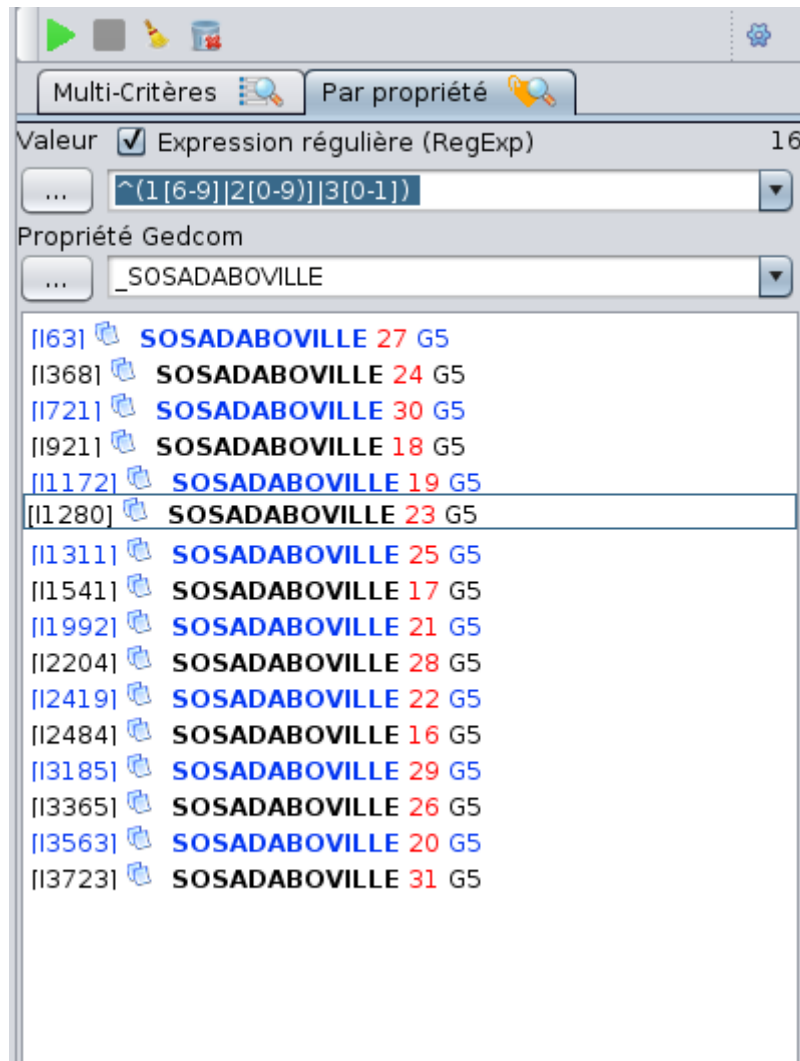 Multi-Critères Par propriété
Valeur Expression régulière (RegExp) 16
... ^(1[6-9]|2[0-9)]|3[0-1])
Propriété Gedcom
... _SOSADABOVILLE
[I63] SOSADABOVILLE 27 G5
[I368] SOSADABOVILLE 24 G5
[I721] SOSADABOVILLE 30 G5
[I921] SOSADABOVILLE 18 G5
[I1172] SOSADABOVILLE 19 G5
[I1280] SOSADABOVILLE 23 G5
[I1311] SOSADABOVILLE 25 G5
[I1541] SOSADABOVILLE 17 G5
[I1992] SOSADABOVILLE 21 G5
[I2204] SOSADABOVILLE 28 G5
[I2419] SOSADABOVILLE 22 G5
[I2484] SOSADABOVILLE 16 G5
[I3185] SOSADABOVILLE 29 G5
[I3365] SOSADABOVILLE 26 G5
[I3563] SOSADABOVILLE 20 G5
[I3723] SOSADABOVILLE 31 G5